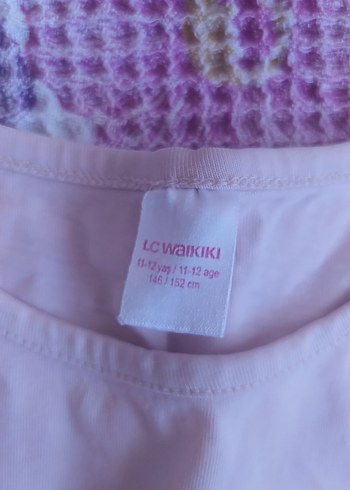 LC WAIKIKI
11-12 yaş / 11-12 age
146 / 152 cm